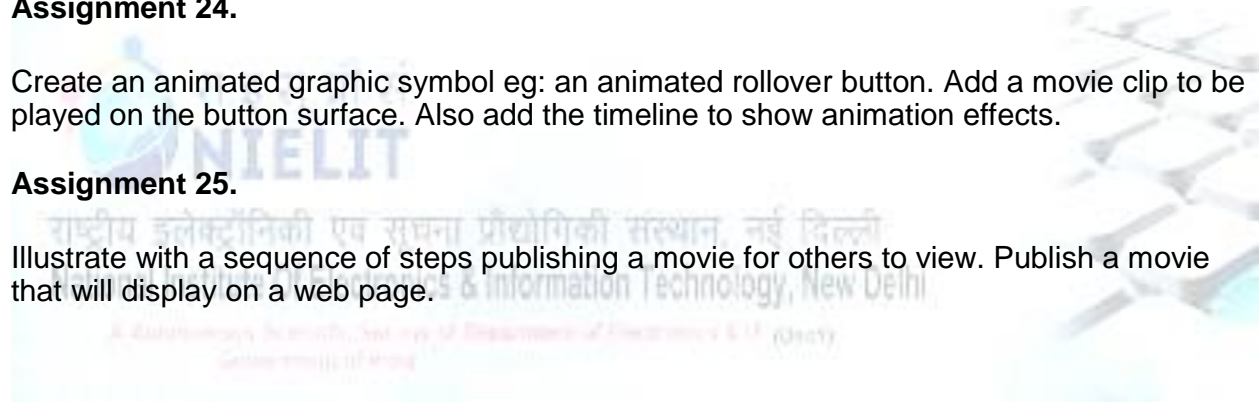 Assignment 24.
Create an animated graphic symbol eg: an animated rollover button. Add a movie clip to be
played on the button surface. Also add the timeline to show animation effects.
NIELIT
Assignment 25.
राष्ट्रीय इलेक्ट्रॉनिकी एवं सूचना प्रौद्योगिकी संस्थान, नई दिल्ली
Illustrate with a sequence of steps publishing a movie for others to view. Publish a movie
National Institute Of Electronics & Information Technology, New Delhi
that will display on a web page.